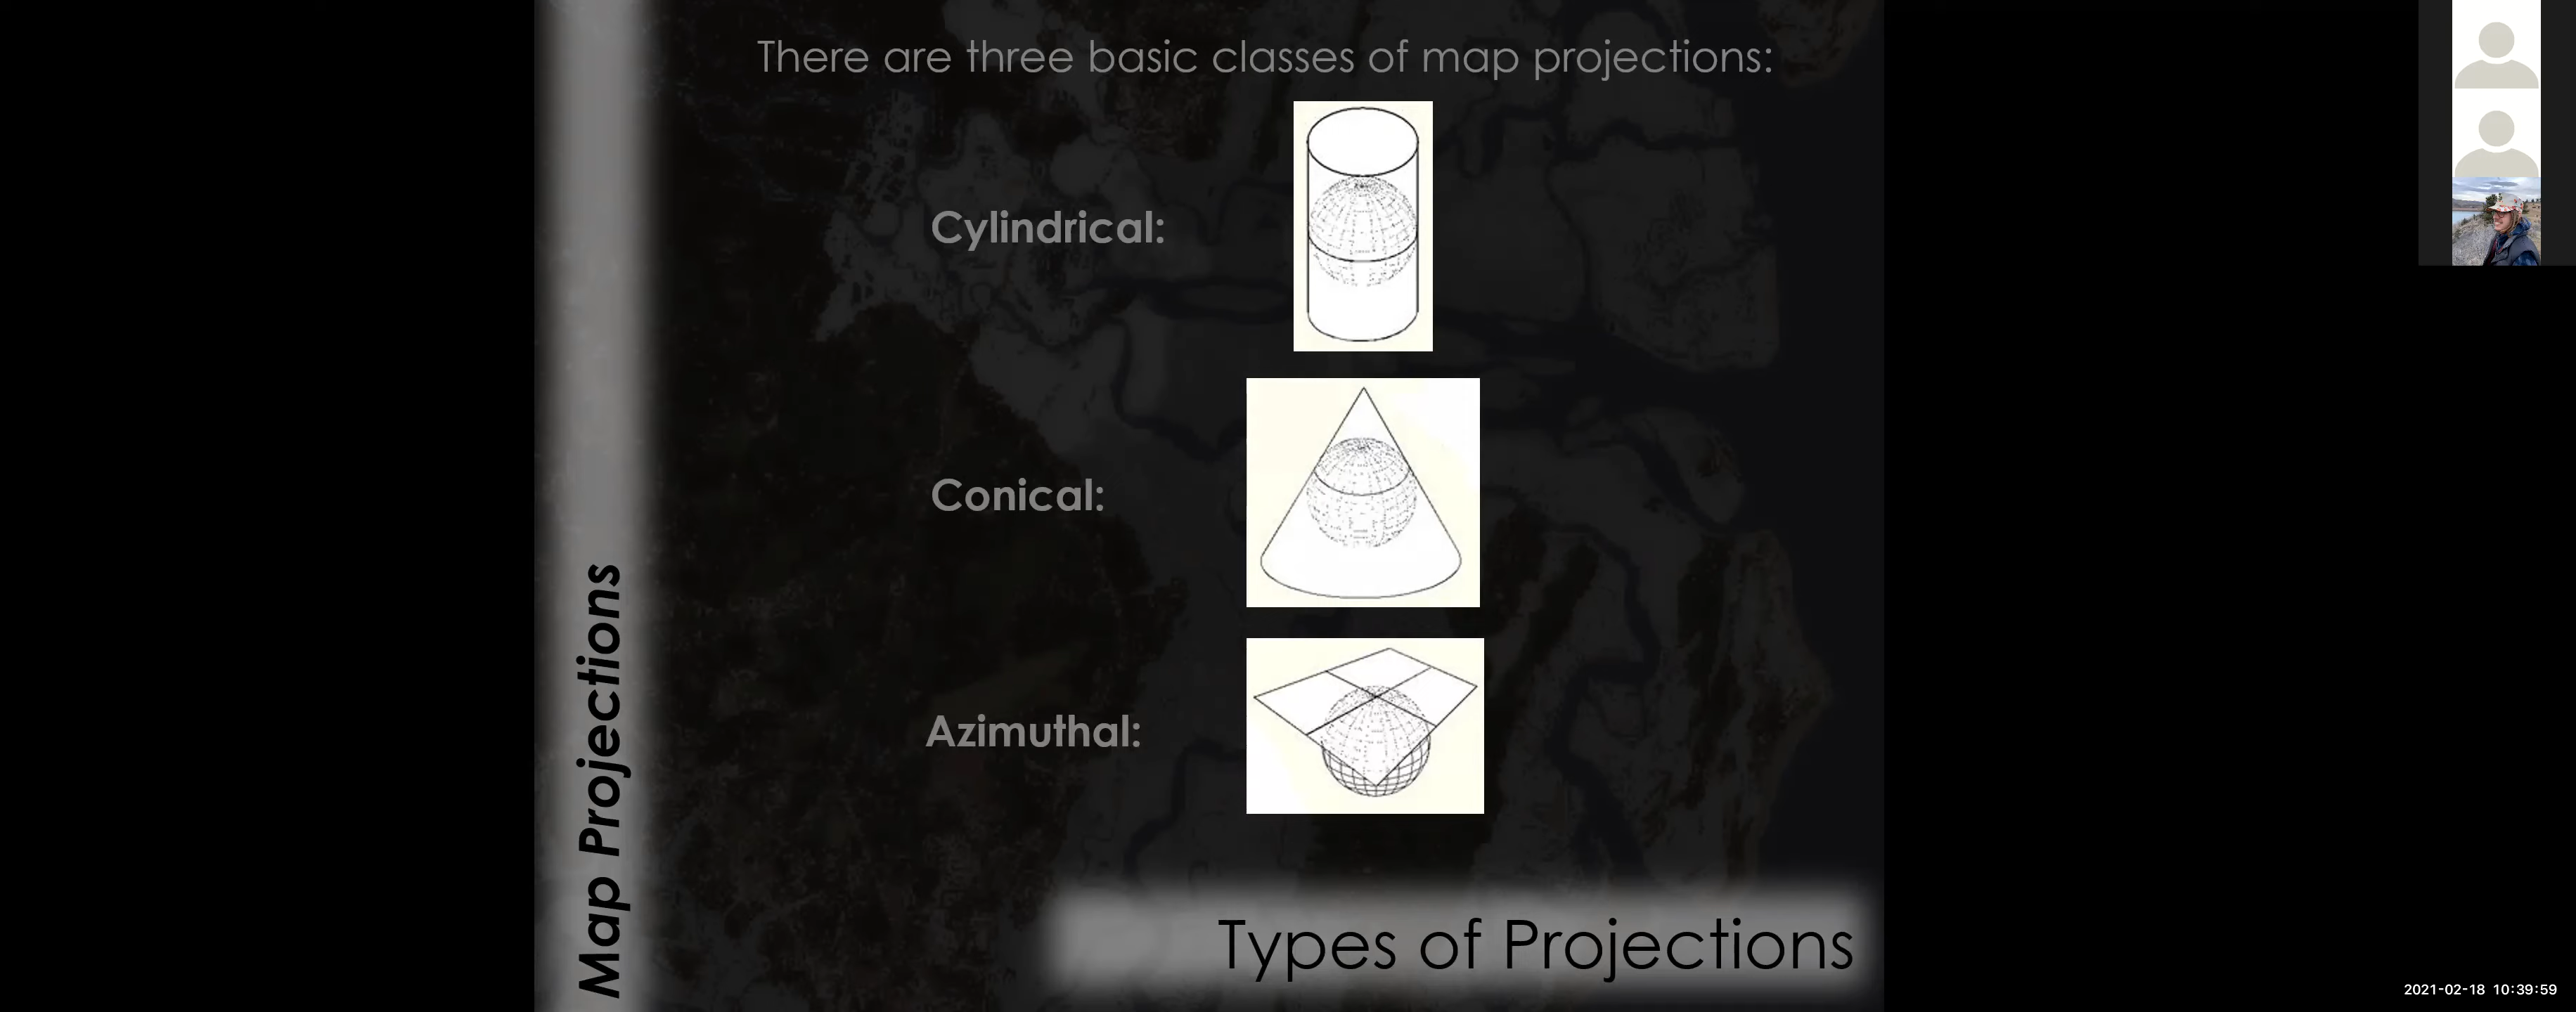 There are three basic classes of map projections:
Cylindrical:
Conical:
Azimuthal:
Map Projections
Types of Projections
2021-02-18 10:39:59